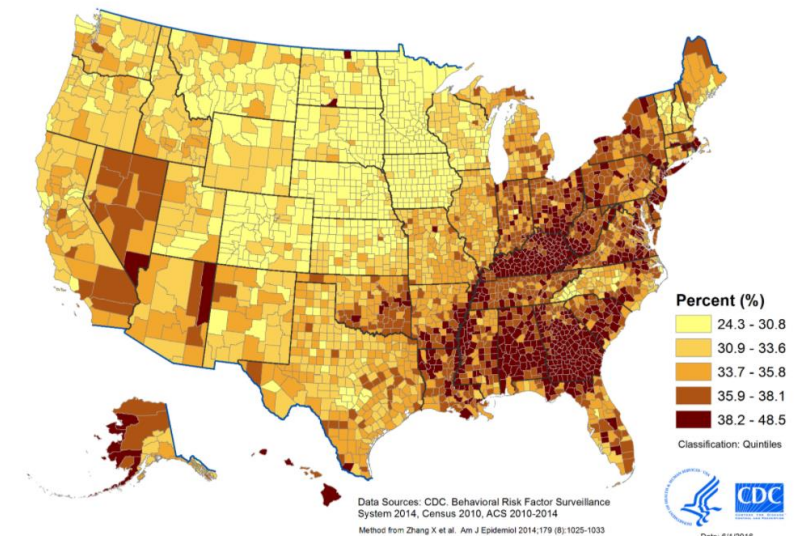 Percent (%)
24.3 - 30.8
30.9 - 33.6
33.7 - 35.8
35.9 - 38.1
38.2 - 48.5
Classification: Quintiles
Data Sources: CDC. Behavioral Risk Factor Surveillance
System 2014, Census 2010, ACS 2010-2014
Method from Zhang X et al. Am J Epidemiol 2014;179 (8):1025-1033
CDC